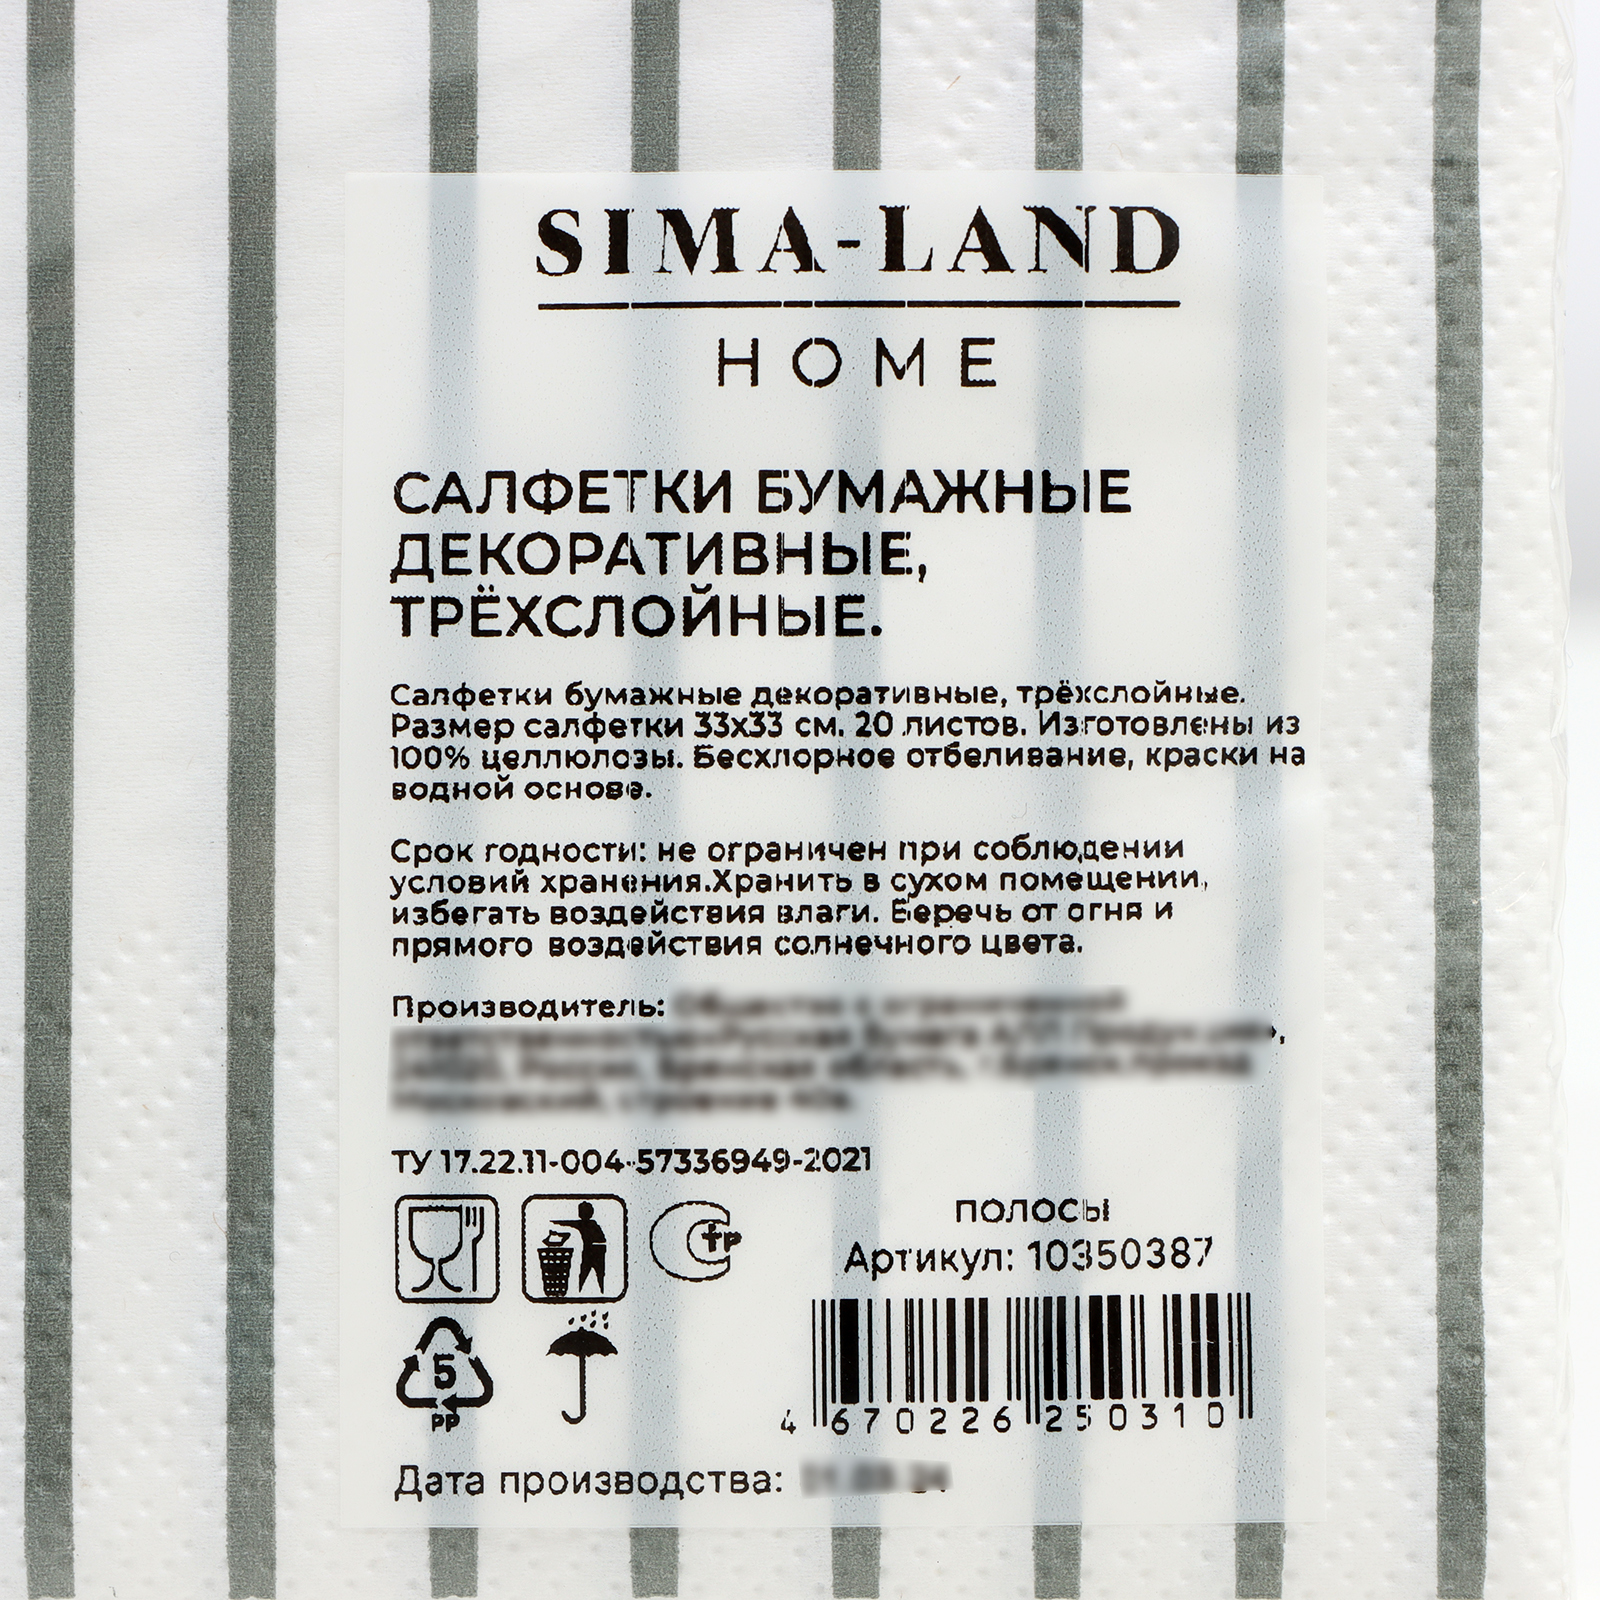 SIMA-LAND
HOME
САЛФЕТКИ БУМАЖНЫЕ
ДЕКОРАТИВНЫЕ,
ТРЁХСЛОЙНЫЕ.
Салфетки бумажные декоративные, трёхслойные.
Размер салфетки 33х33 см. 20 листов. Изготовлены из
100% целлюлозы. Бесхлорное отбеливание, краски на
водной основе.
Срок годности: не ограничен при соблюдении
условий хранения.Хранить в сухом помещении,
избегать воздействия влаги. Беречь от огня и
прямого воздействия солнечного цвета.
Производитель:
ТУ 17.22.11-004-57336949-2021
ПОЛОСЫ
Артикул: 10350387
тр
5
PP
4 670226 250310
Дата производства: